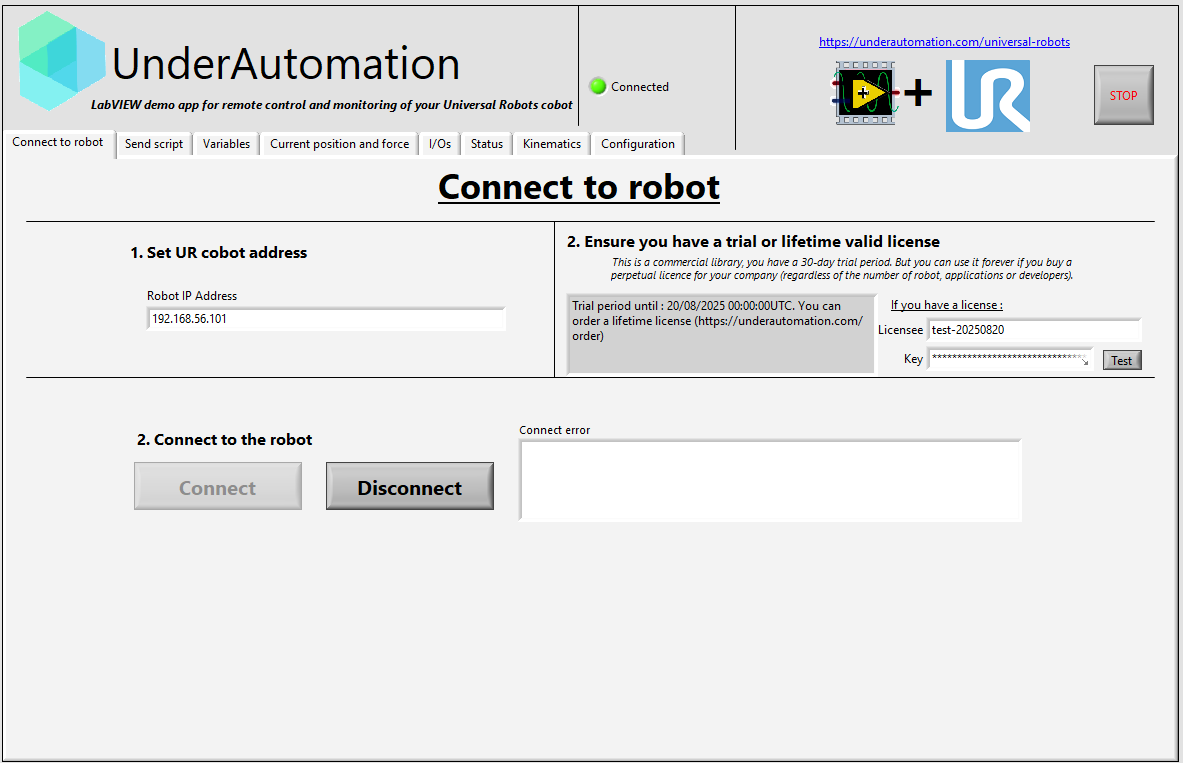 UnderAutomation
LabVIEW demo app for remote control and monitoring of your Universal Robots cobot
Connected
https://underautomation.com/universal-robots
+
UR
STOP
Connect to robot
Send script
Variables
Current position and force
I/Os
Status
Kinematics
Configuration
Connect to robot
1. Set UR cobot address
Robot IP Address
192.168.56.101
2. Ensure you have a trial or lifetime valid license
This is a commercial library, you have a 30-day trial period. But you can use it forever if you buy a
perpetual licence for your company (regardless of the number of robot, applications or developers).
Trial period until : 20/08/2025 00:00:00UTC. You can
order a lifetime license (https://underautomation.com/
order)
If you have a license :
Licensee
test-20250820
Key
*******************************
Test
2. Connect to the robot
Connect
Disconnect
Connect error